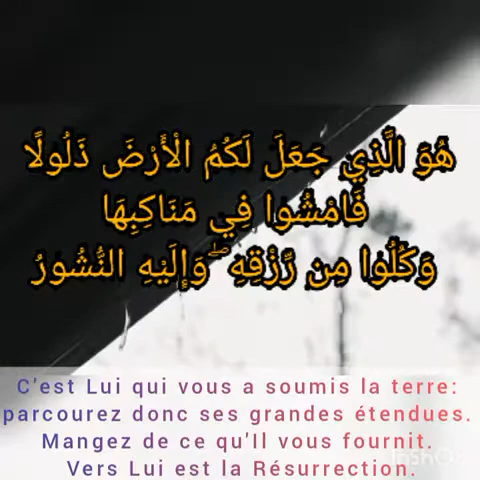 هُوَ الَّذِي جَعَلَ لَكُمُ الْأَرْضَ ذَلُولًا
فَامْشُوا فِي مَنَاكِبِهَا
وَكُلُوا مِن رِّزْقِهِ ۖ وَإِلَيْهِ النُّشُورُ
C'est Lui qui vous a soumis la terre:
parcourez donc ses grandes étendues.
Mangez de ce qu'Il vous fournit.
Vers Lui est la Résurrection.